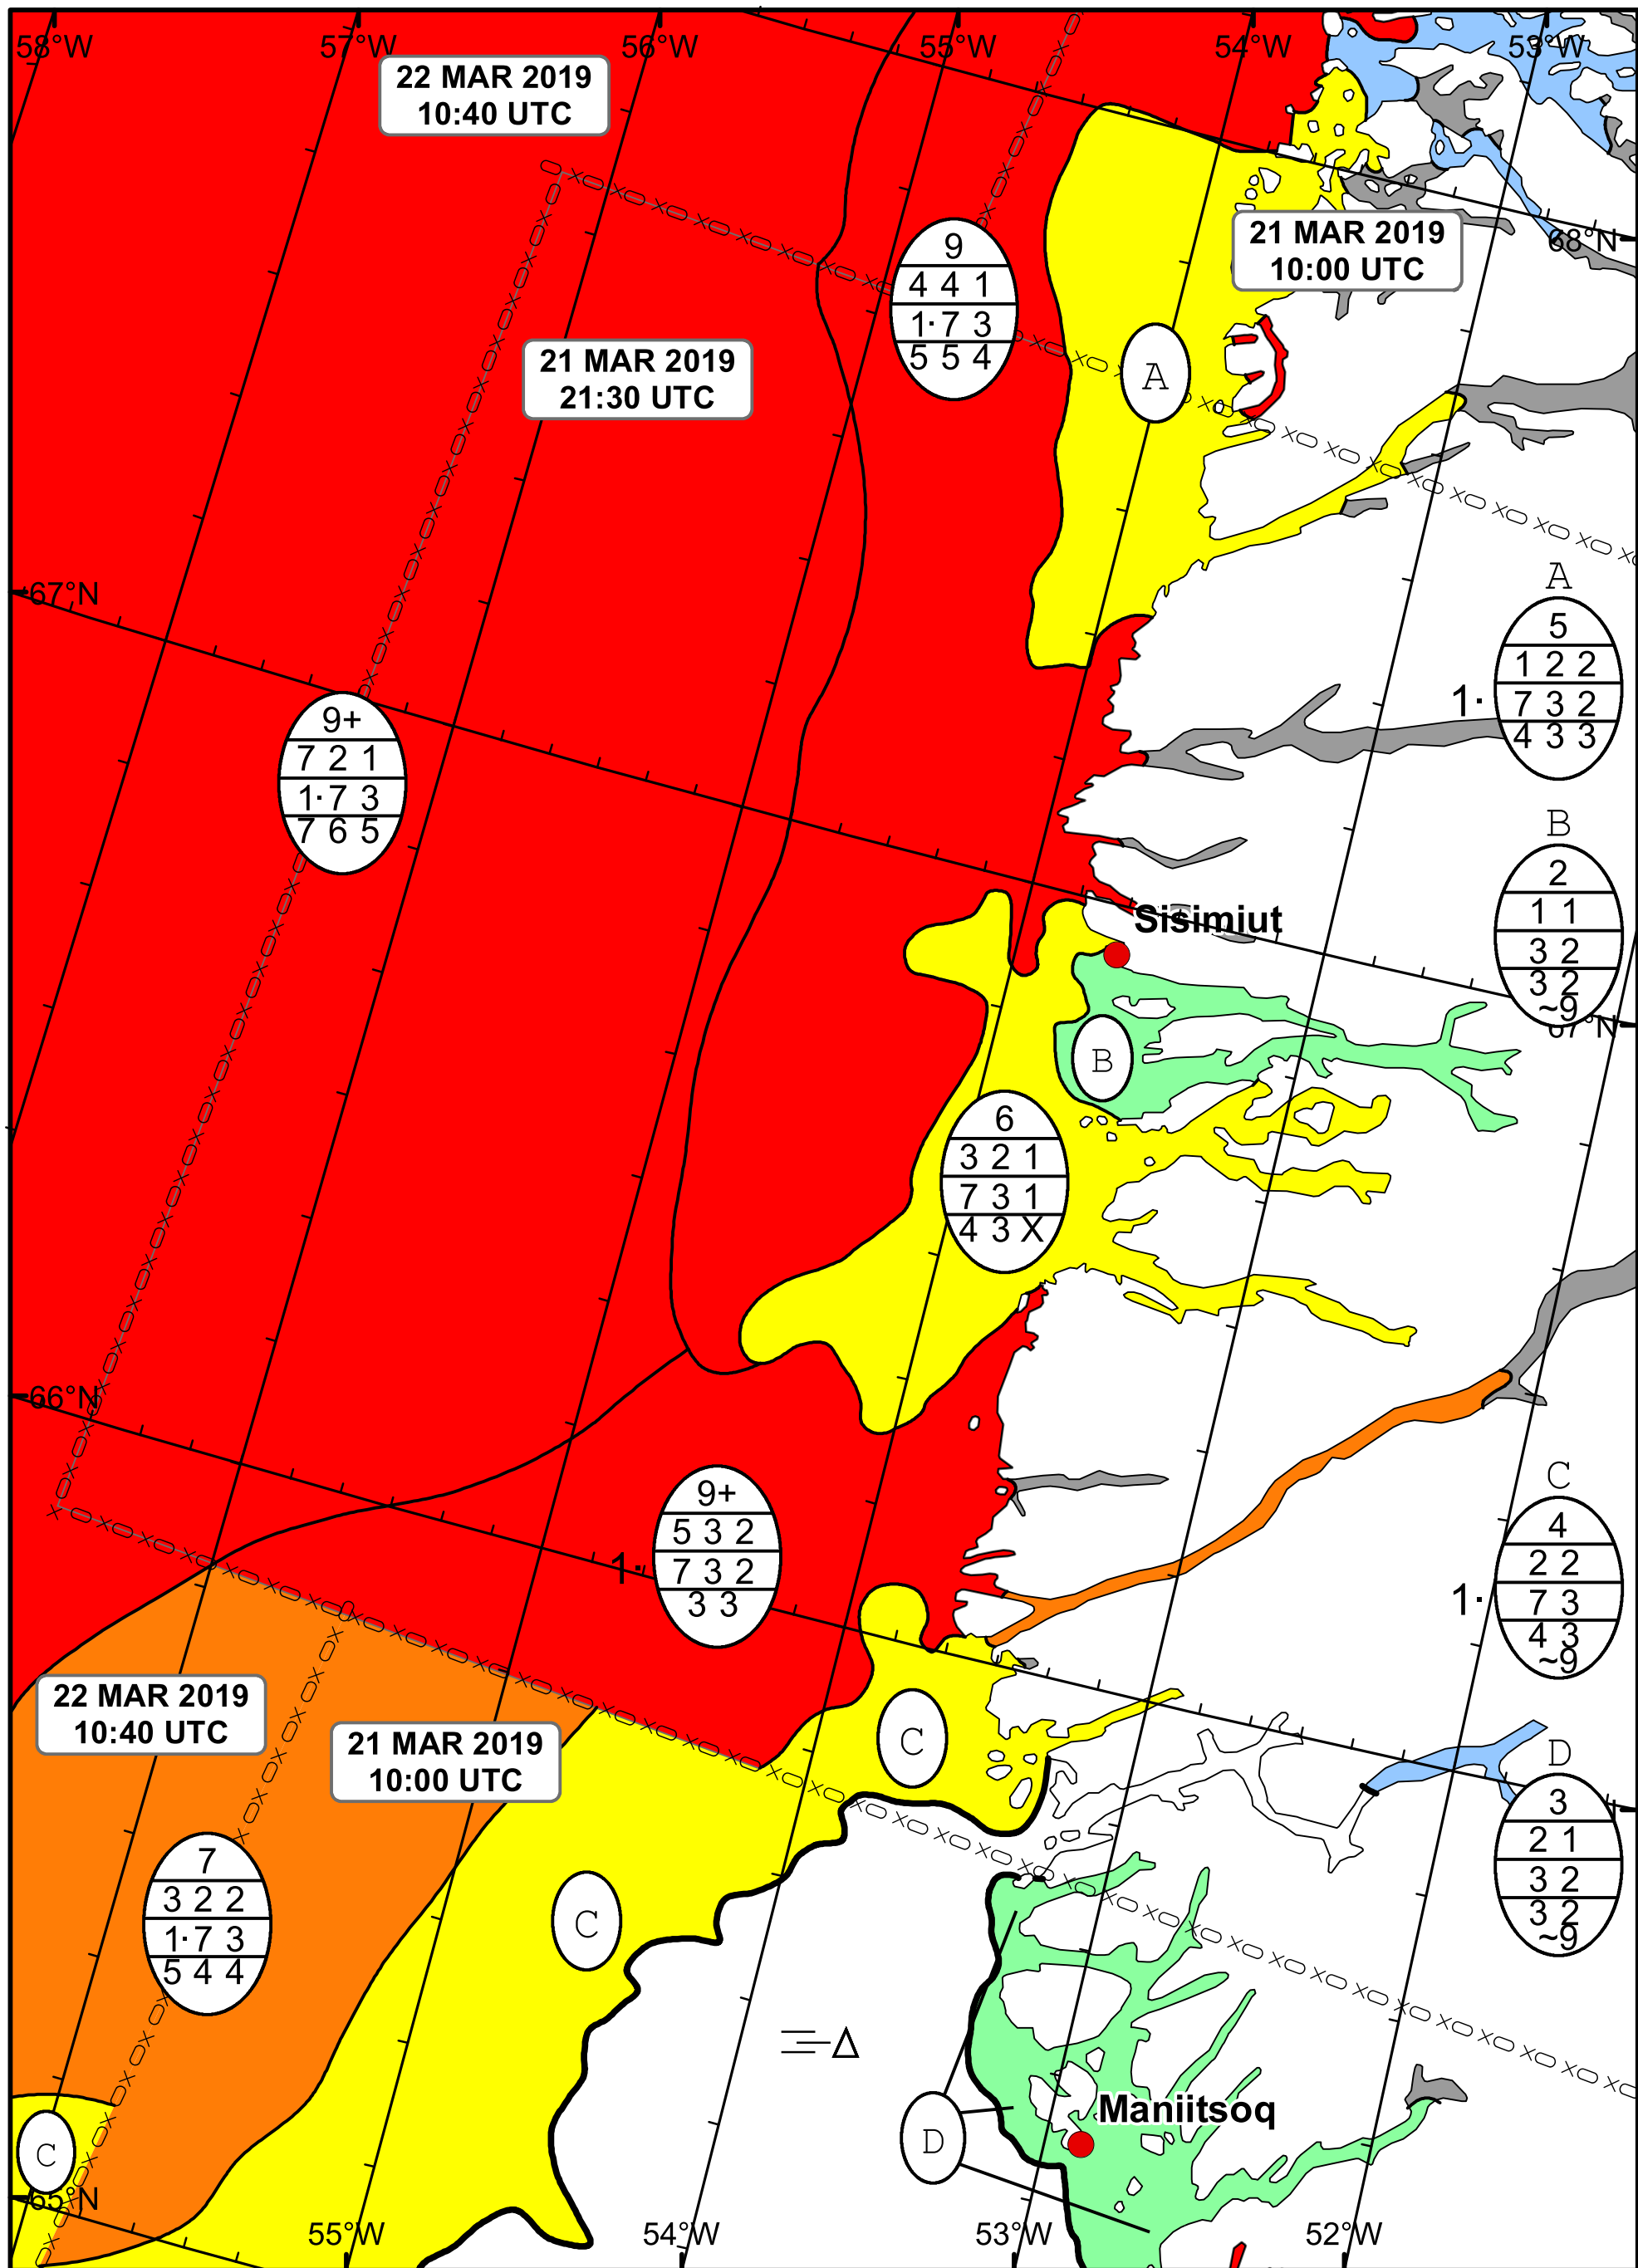 58°W 57°W 56°W 55°W 54°W 53°W
22 MAR 2019
10:40 UTC
21 MAR 2019
10:00 UTC
68°N
9
4 4 1
1·7 3
5 5 4
21 MAR 2019
21:30 UTC
A
67°N
A
5
1 2 2
1· 7 3 2
4 3 3
9+
7 2 1
1·7 3
7 6 5
Sisimiut
B
2
1 1
3 2
3 2
~9
67°N
B
6
3 2 1
7 3 1
4 3 X
66°N
9+
5 3 2
1· 7 3 2
3 3
C
4
2 2
1· 7 3
4 3
~9
22 MAR 2019
10:40 UTC
21 MAR 2019
10:00 UTC
C
D
3
2 1
3 2
3 2
~9
7
3 2 2
1·7 3
5 4 4
C
Δ
Maniitsoq
D
C
65°N
55°W 54°W 53°W 52°W